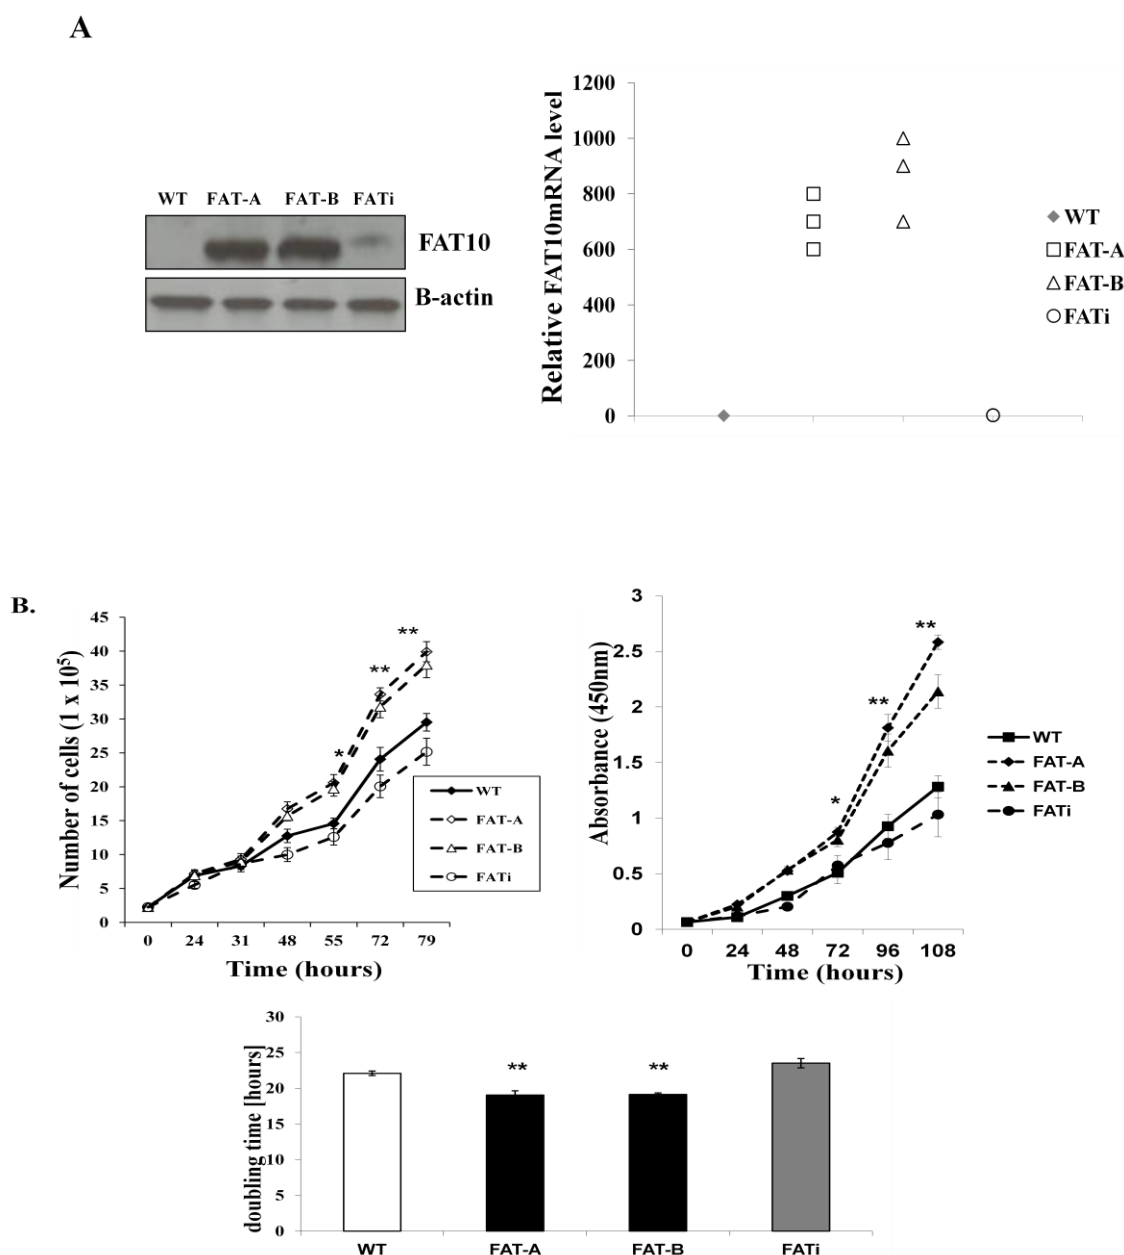 A
WT FAT-A FAT-B FATi
FAT10
B-actin
Relative FAT10mRNA level
1200
1000
800
600
400
200
0
WT
FAT-A
FAT-B
FATi
B.
Number of cells (1 x 10⁵)
45
40
35
30
25
20
15
10
5
0
*
**
**
WT
FAT-A
FAT-B
FATi
0 24 31 48 55 72 79
Time (hours)
Absorbance (450nm)
3
2.5
2
1.5
1
0.5
0
*
**
**
WT
FAT-A
FAT-B
FATi
0 24 48 72 96 108
Time (hours)
doubling time [hours]
30
25
20
15
10
5
0
** **
WT FAT-A FAT-B FATi